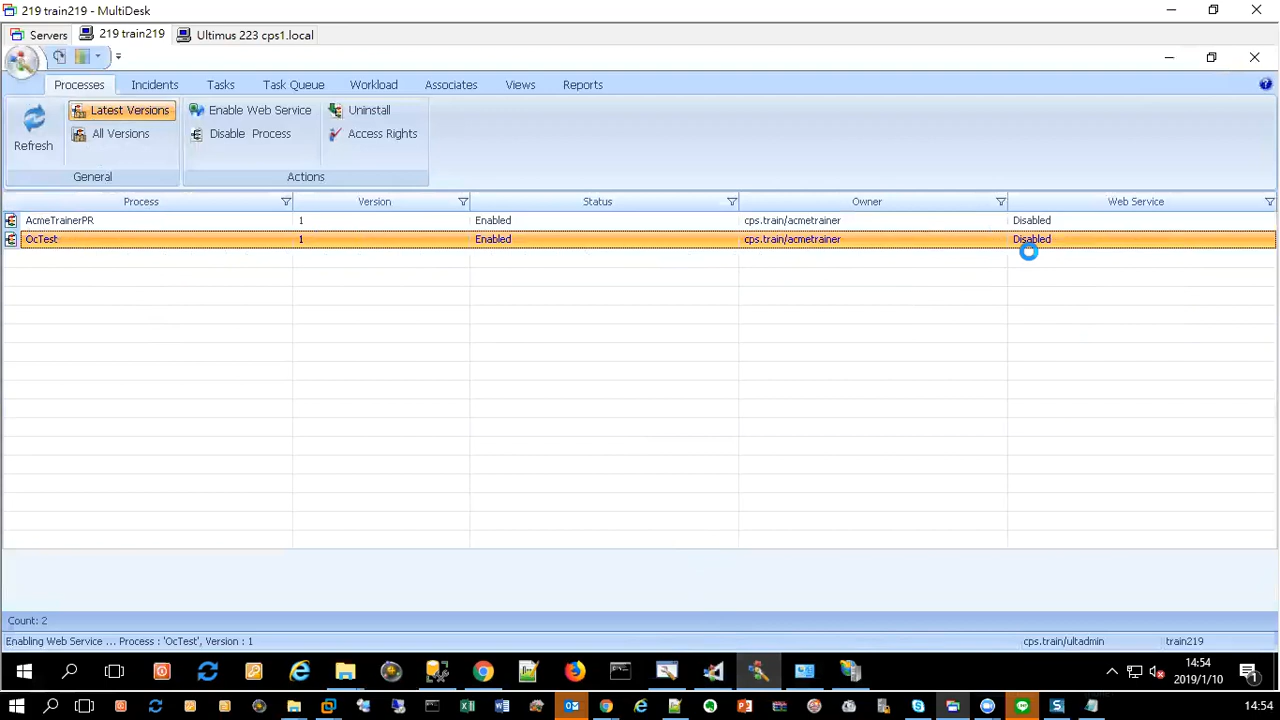 219 train219 - MultiDesk
Servers
219 train219
Ultimus 223 cps1.local
Processes
Incidents
Tasks
Task Queue
Workload
Associates
Views
Reports
Refresh
Latest Versions
All Versions
General
Enable Web Service
Disable Process
Uninstall
Access Rights
Actions
Process Version Status Owner Web Service
AcmeTrainerPR 1 Enabled cps.train/acmetrainer Disabled
OcTest 1 Enabled cps.train/acmetrainer Disabled
Count: 2
Enabling Web Service ... Process : 'OcTest', Version : 1 cps.train/ultadmin train219
14:54
2019/1/10
14:54